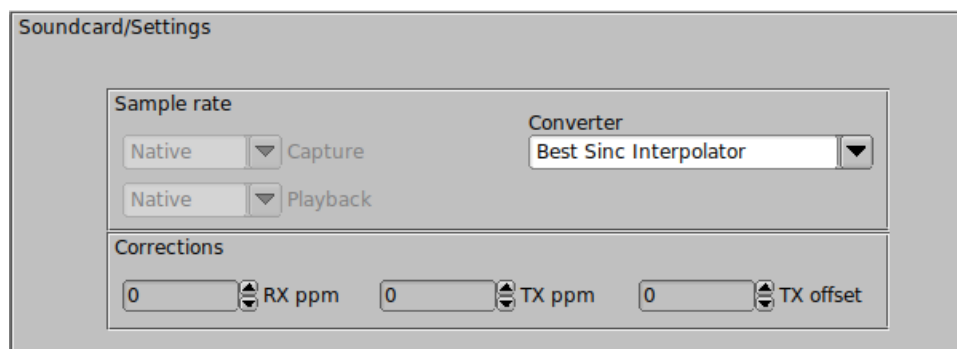 Soundcard/Settings
Sample rate
Converter
Native Capture
Best Sinc Interpolator
Native Playback
Corrections
0 RX ppm 0 TX ppm 0 TX offset